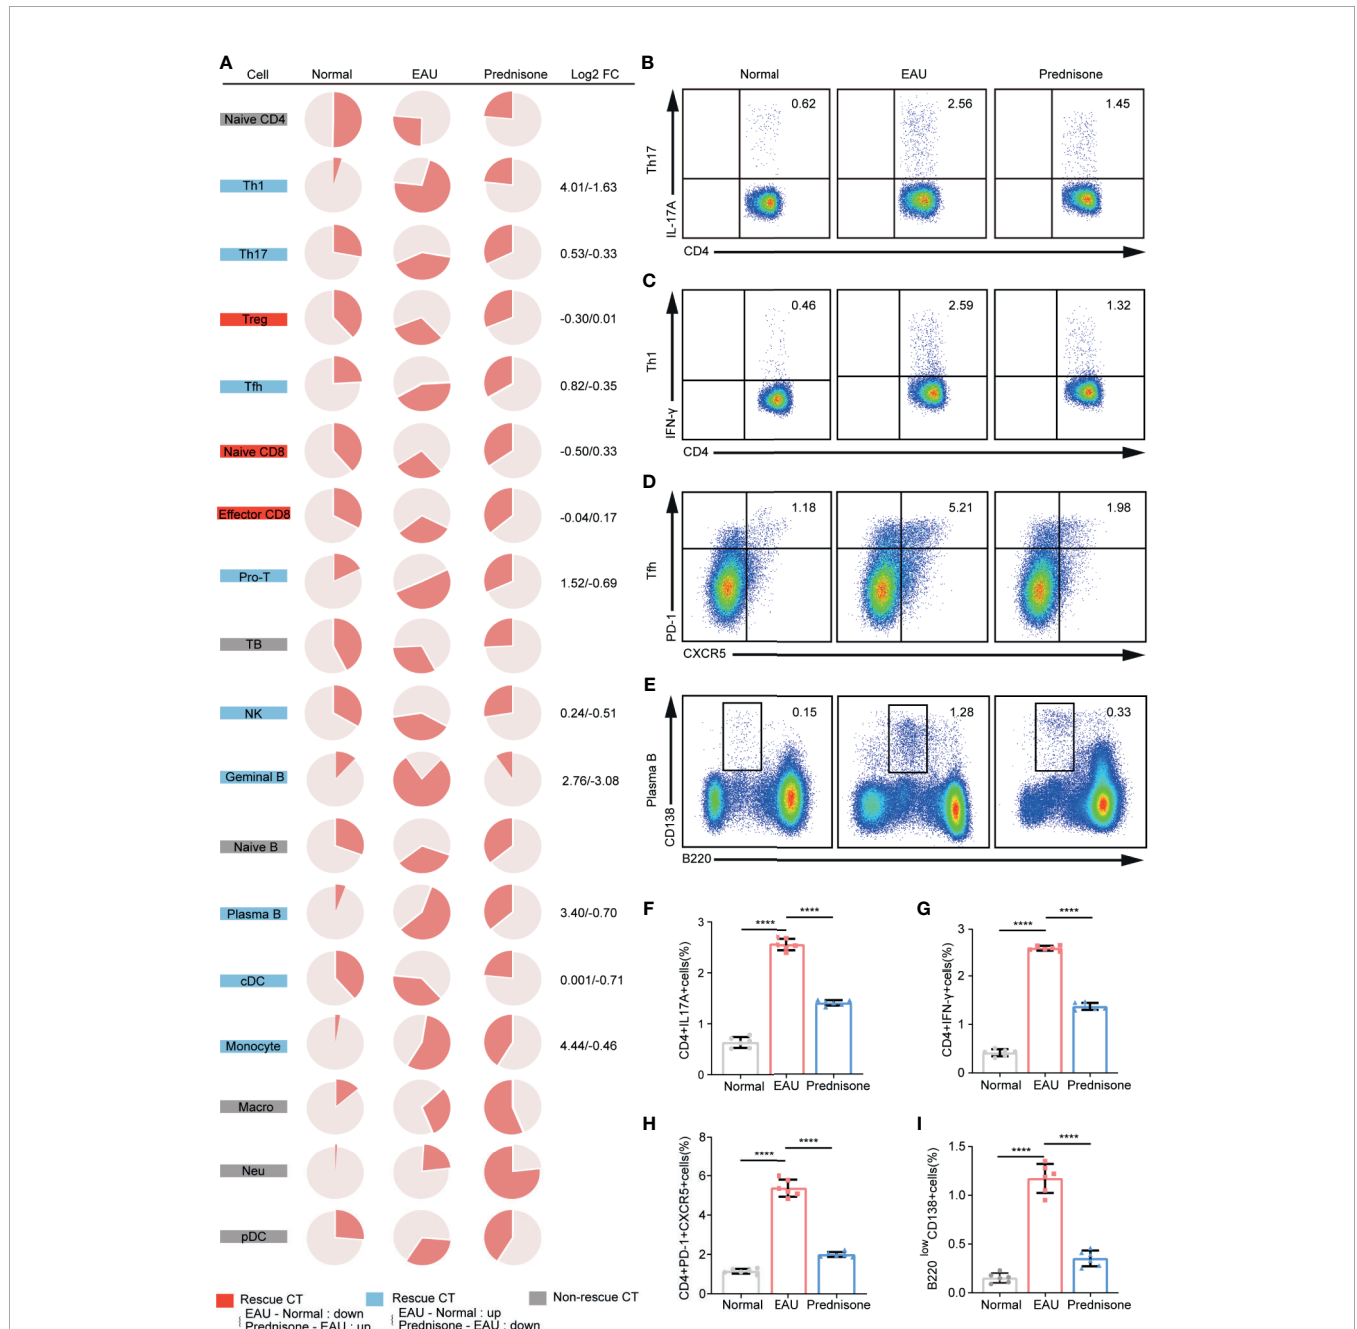 A
Cell Normal EAU Prednisone Log2 FC
Naive CD4
Th1 4.01/-1.63
Th17 0.53/-0.33
Treg -0.30/0.01
Tfh 0.82/-0.35
Naive CD8 -0.50/0.33
Effector CD8 -0.04/0.17
Pro-T 1.52/-0.69
TB
NK 0.24/-0.51
Geminal B 2.76/-3.08
Naive B
Plasma B 3.40/-0.70
cDC 0.001/-0.71
Monocyte 4.44/-0.46
Macro
Neu
pDC
Rescue CT
EAU - Normal : down
Prednisone - EAU : up
Rescue CT
EAU - Normal : up
Prednisone - EAU : down
Non-rescue CT
B
Normal EAU Prednisone
Th17
IL-17A
0.62 2.56 1.45
CD4
C
Th1
IFN-γ
0.46 2.59 1.32
CD4
D
Tfh
PD-1
1.18 5.21 1.98
CXCR5
E
Plasma B
CD138
0.15 1.28 0.33
B220
F
CD4+IL17A+cells(%)
3
2
1
0
**** ****
Normal EAU Prednisone
G
CD4+IFN-γ+cells(%)
3
2
1
0
**** ****
Normal EAU Prednisone
H
CD4+PD-1+CXCR5+cells(%)
8
6
4
2
0
**** ****
Normal EAU Prednisone
I
B220 low CD138+cells(%)
1.5
1.0
0.5
0.0
**** ****
Normal EAU Prednisone